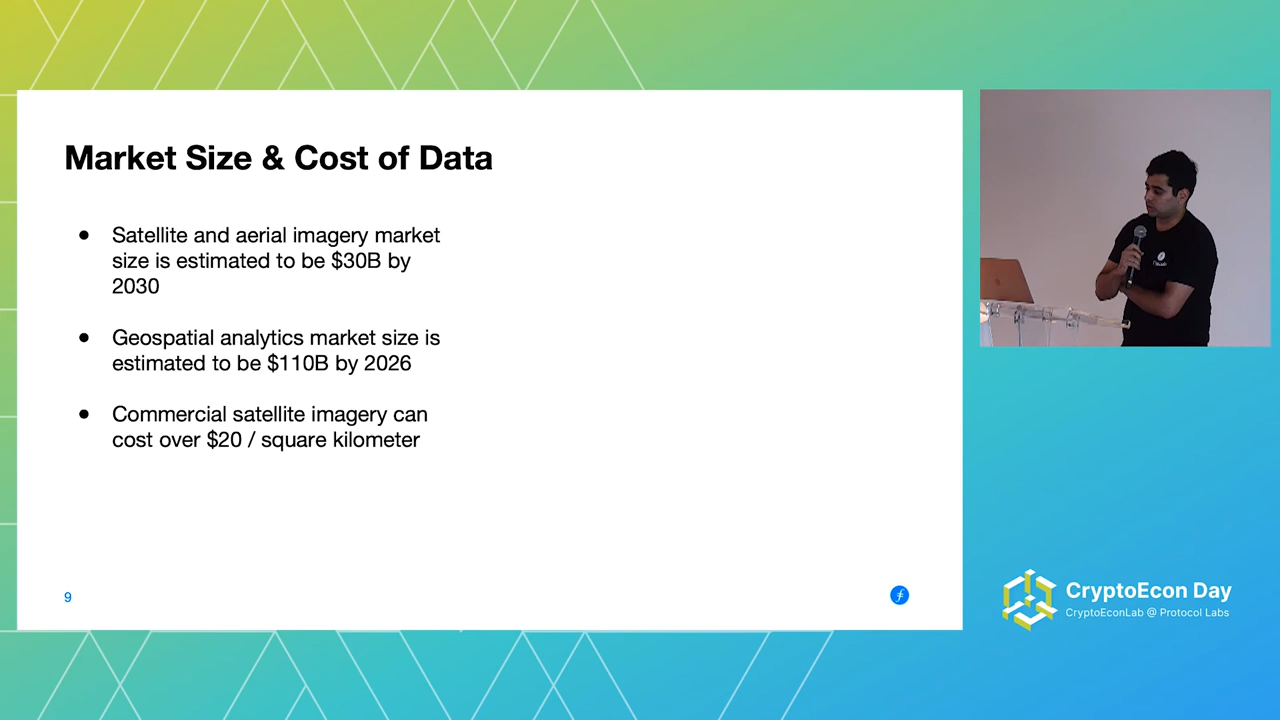 Market Size & Cost of Data
● Satellite and aerial imagery market
size is estimated to be $30B by
2030
● Geospatial analytics market size is
estimated to be $110B by 2026
● Commercial satellite imagery can
cost over $20 / square kilometer
9
CryptoEcon Day
CryptoEconLab @ Protocol Labs